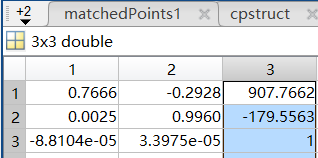 +2 matchedPoints1 × cpstruct ×
3x3 double
1 2 3
1 0.7666 -0.2928 907.7662
2 0.0025 0.9960 -179.5563
3 -8.8104e-05 3.3975e-05 1